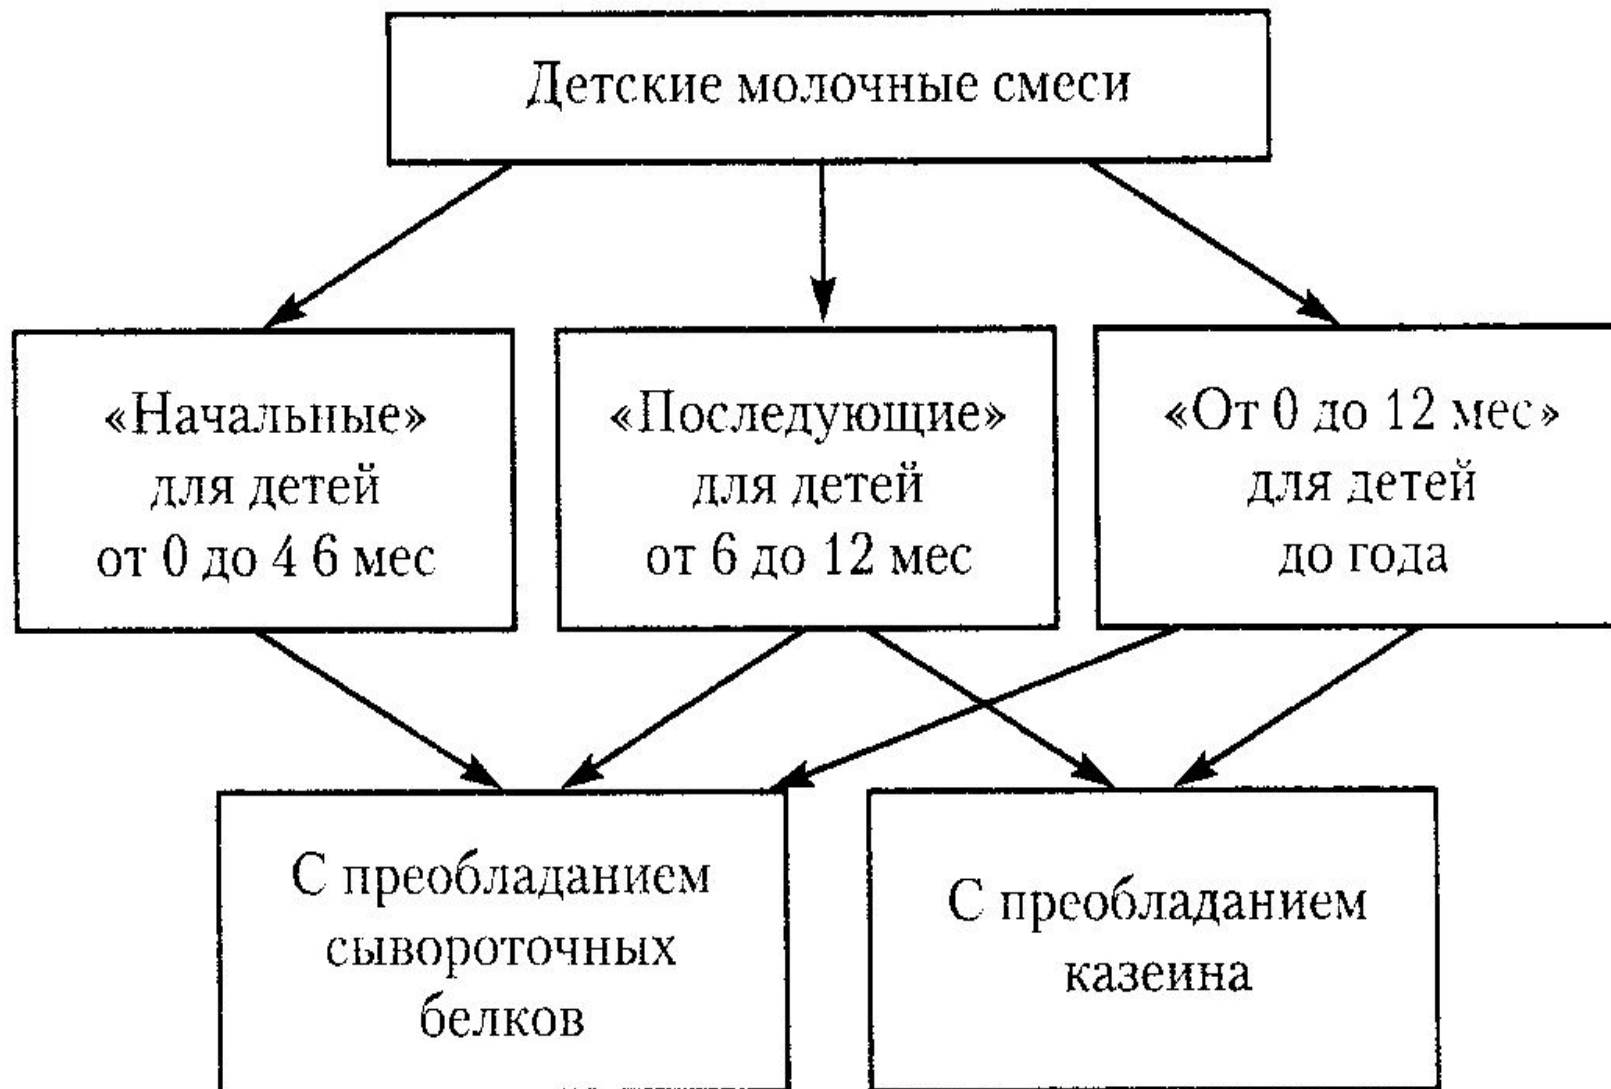 Детские молочные смеси
«Начальные»
для детей
от 0 до 4 6 мес
«Последующие»
для детей
от 6 до 12 мес
«От 0 до 12 мес»
для детей
до года
С преобладанием
сывороточных
белков
С преобладанием
казеина